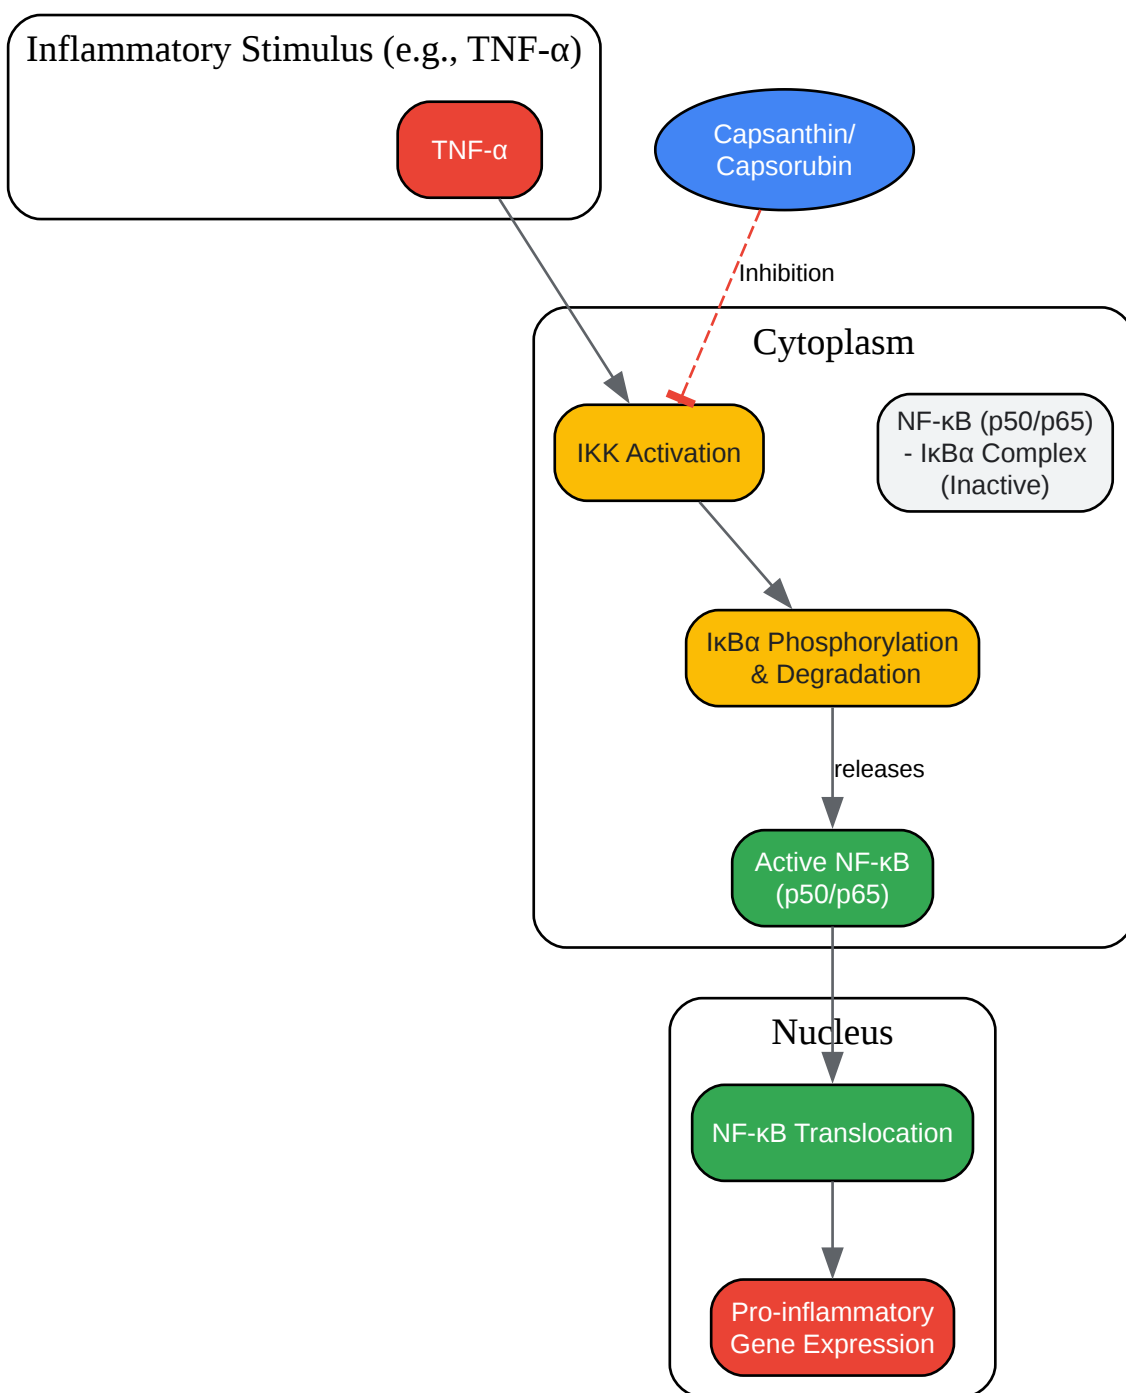 Inflammatory Stimulus (e.g., TNF-α)
TNF-α
Capsanthin/
Capsorubin
Inhibition
Cytoplasm
IKK Activation
NF-κB (p50/p65)
- IκBα Complex
(Inactive)
IκBα Phosphorylation
& Degradation
releases
Active NF-κB
(p50/p65)
Nucleus
NF-κB Translocation
Pro-inflammatory
Gene Expression